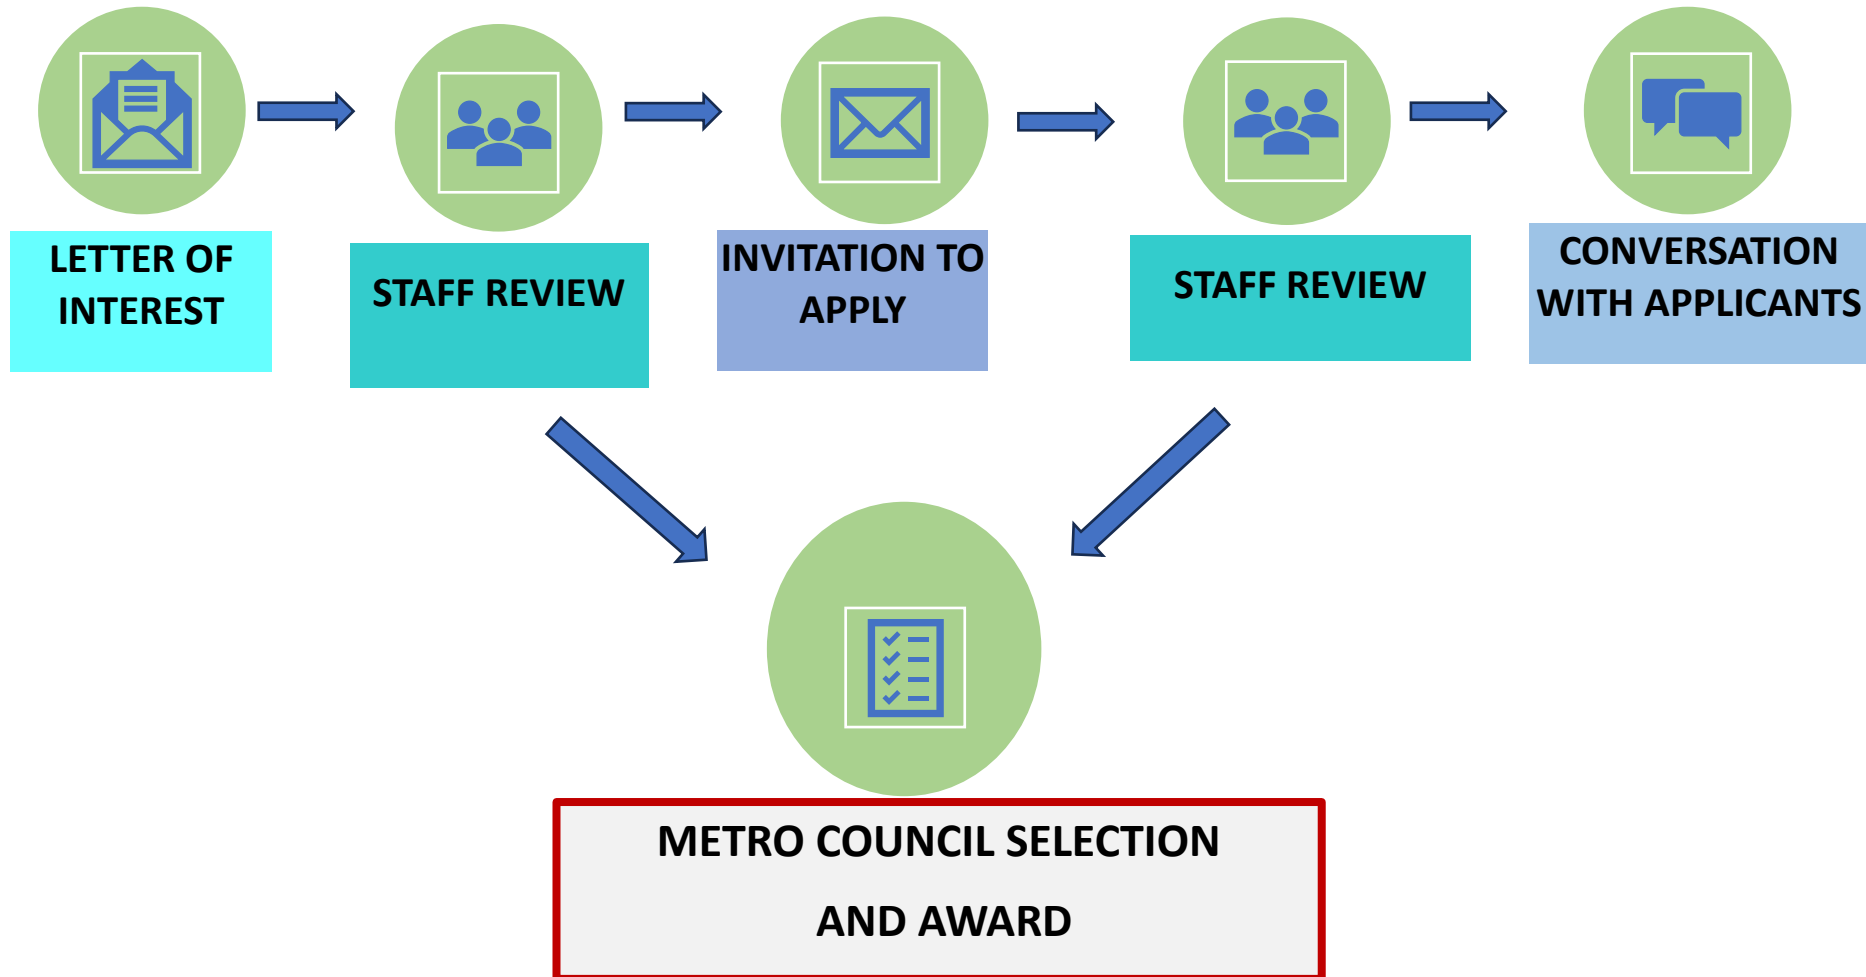 LETTER OF
INTEREST
STAFF REVIEW
INVITATION TO
APPLY
STAFF REVIEW
CONVERSATION
WITH APPLICANTS
METRO COUNCIL SELECTION
AND AWARD